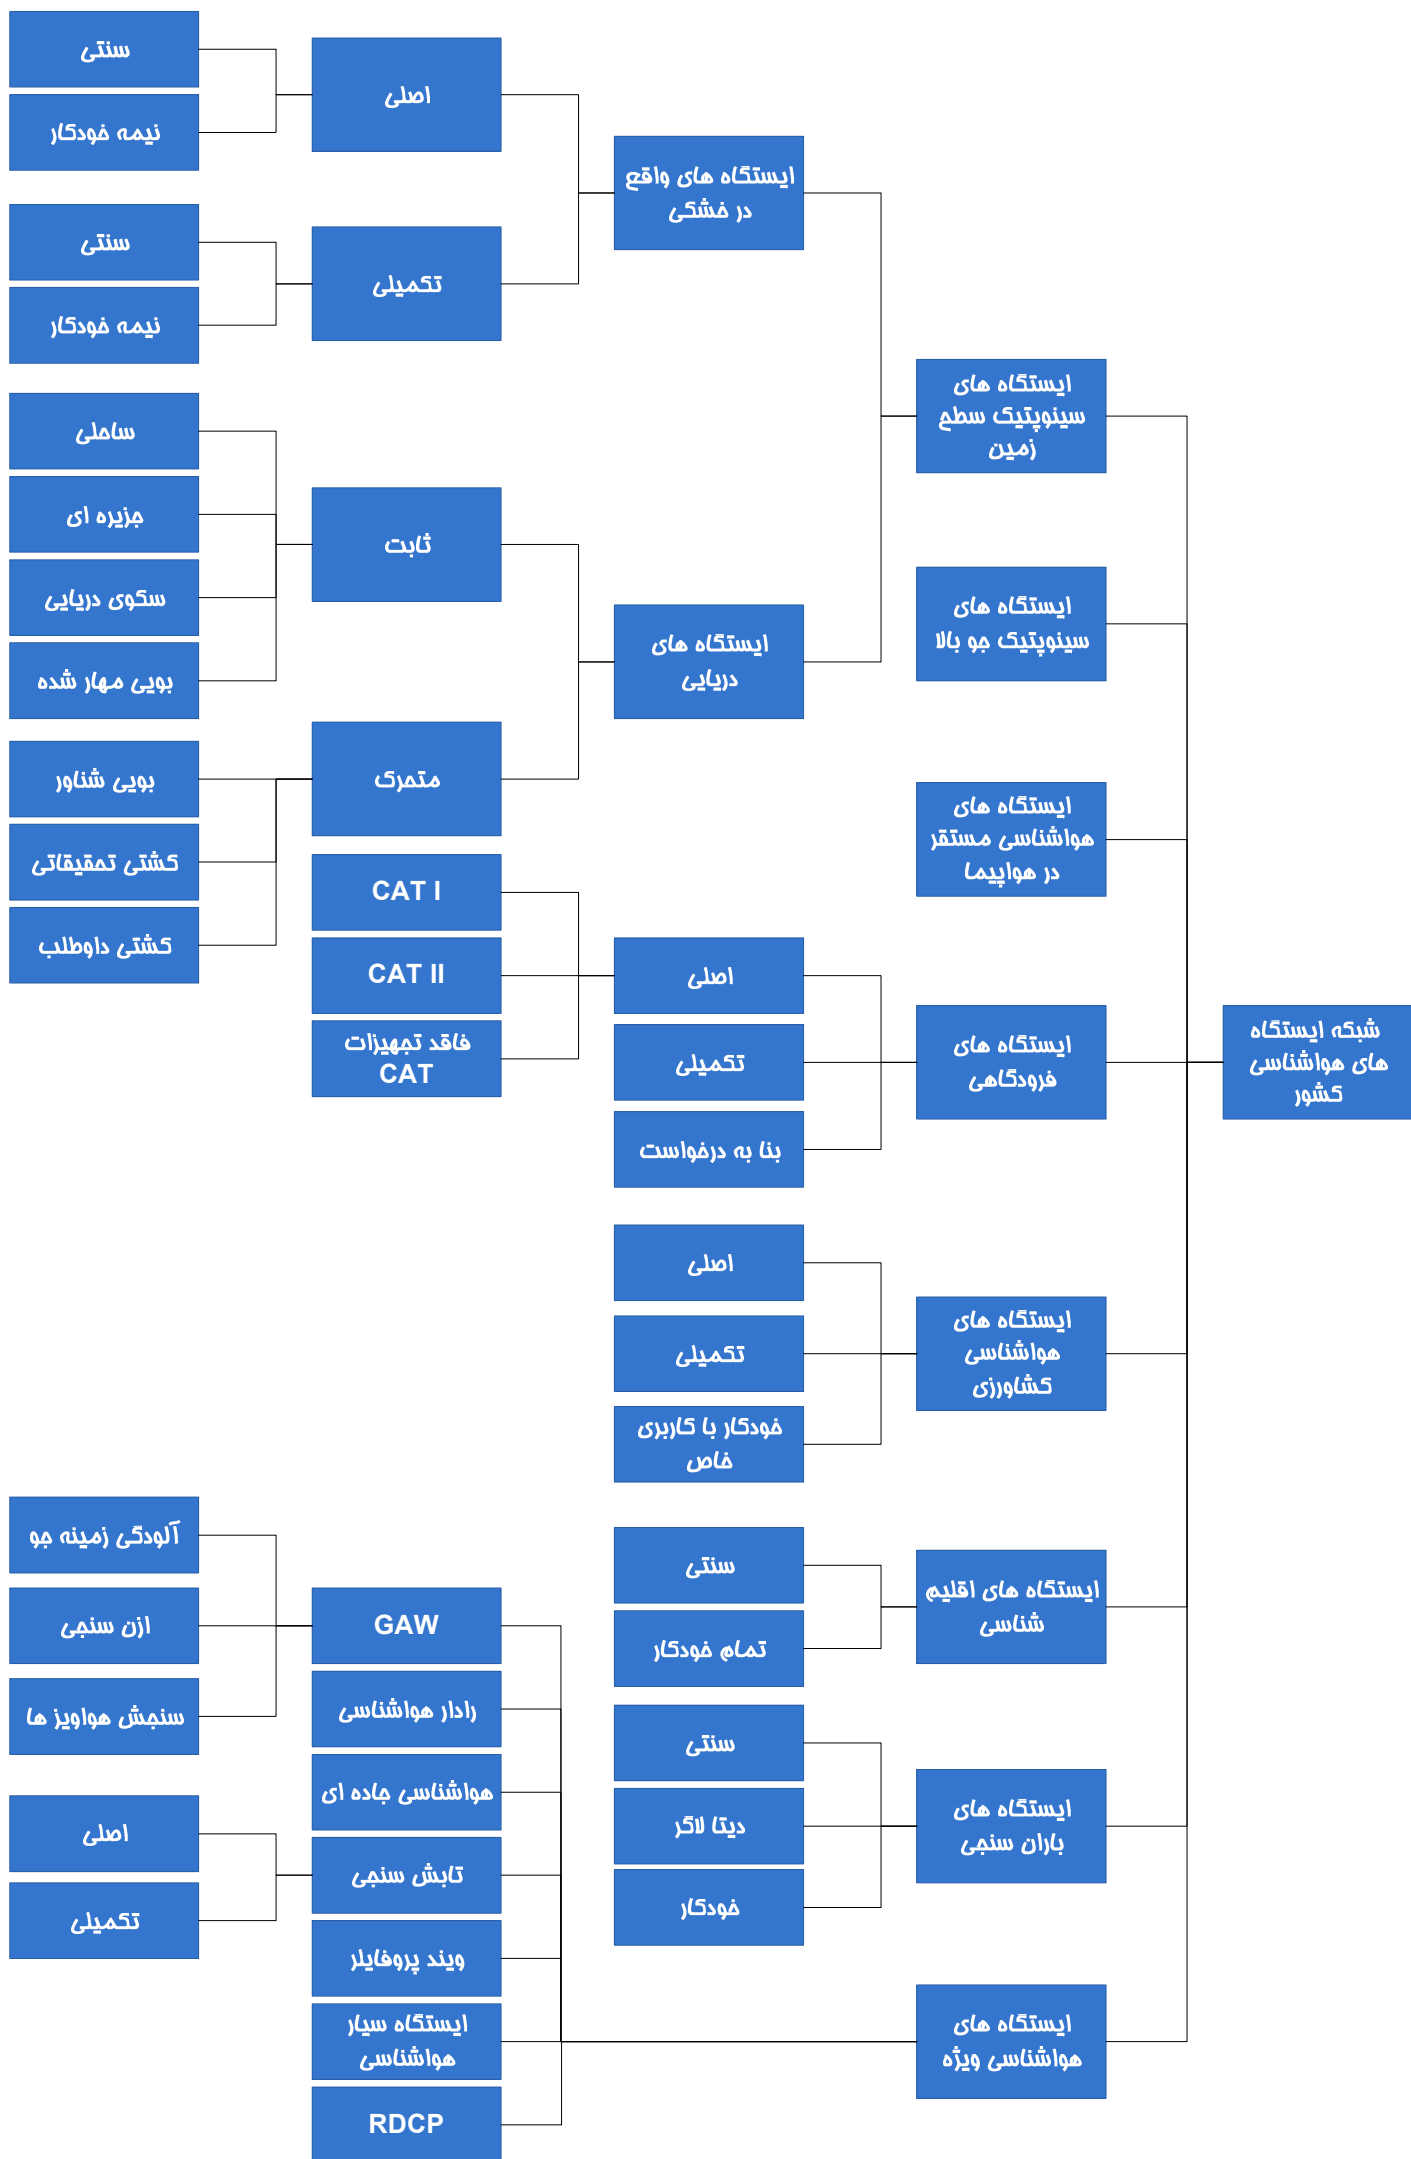 شبکه ایستگاه
های هواشناسی
کشور
ایستگاه های
سینوپتیک سطح
زمین
ایستگاه های واقع
در خشکی
اصلی
سنتی
نیمه خودکار
تکمیلی
سنتی
نیمه خودکار
ایستگاه های
دریایی
ثابت
ساحلی
جزیره ای
سکوی دریایی
بویی مهار شده
متحرک
بویی شناور
کشتی تحقیقاتی
کشتی داوطلب
ایستگاه های
سینوپتیک جو بالا
ایستگاه های
هواشناسی مستقر
در هواپیما
ایستگاه های
فرودگاهی
اصلی
CAT I
CAT II
فاقد تجهیزات
CAT
تکمیلی
بنا به درخواست
ایستگاه های
هواشناسی
کشاورزی
اصلی
تکمیلی
خودکار با کاربری
خاص
ایستگاه های اقلیم
شناسی
سنتی
تمام خودکار
ایستگاه های
باران سنجی
سنتی
دیتا لاگر
خودکار
ایستگاه های
هواشناسی ویژه
GAW
آلودگی زمینه جو
ازن سنجی
سنجش هواویز ها
رادار هواشناسی
هواشناسی جاده ای
تابش سنجی
اصلی
تکمیلی
ویند پروفایلر
ایستگاه سیار
هواشناسی
RDCP